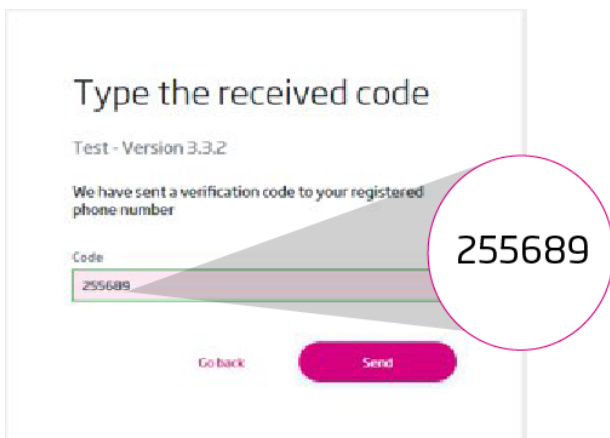 Type the received code
Test - Version 3.3.2
We have sent a verification code to your registered
phone number
Code
255689
255689
Go back
Send